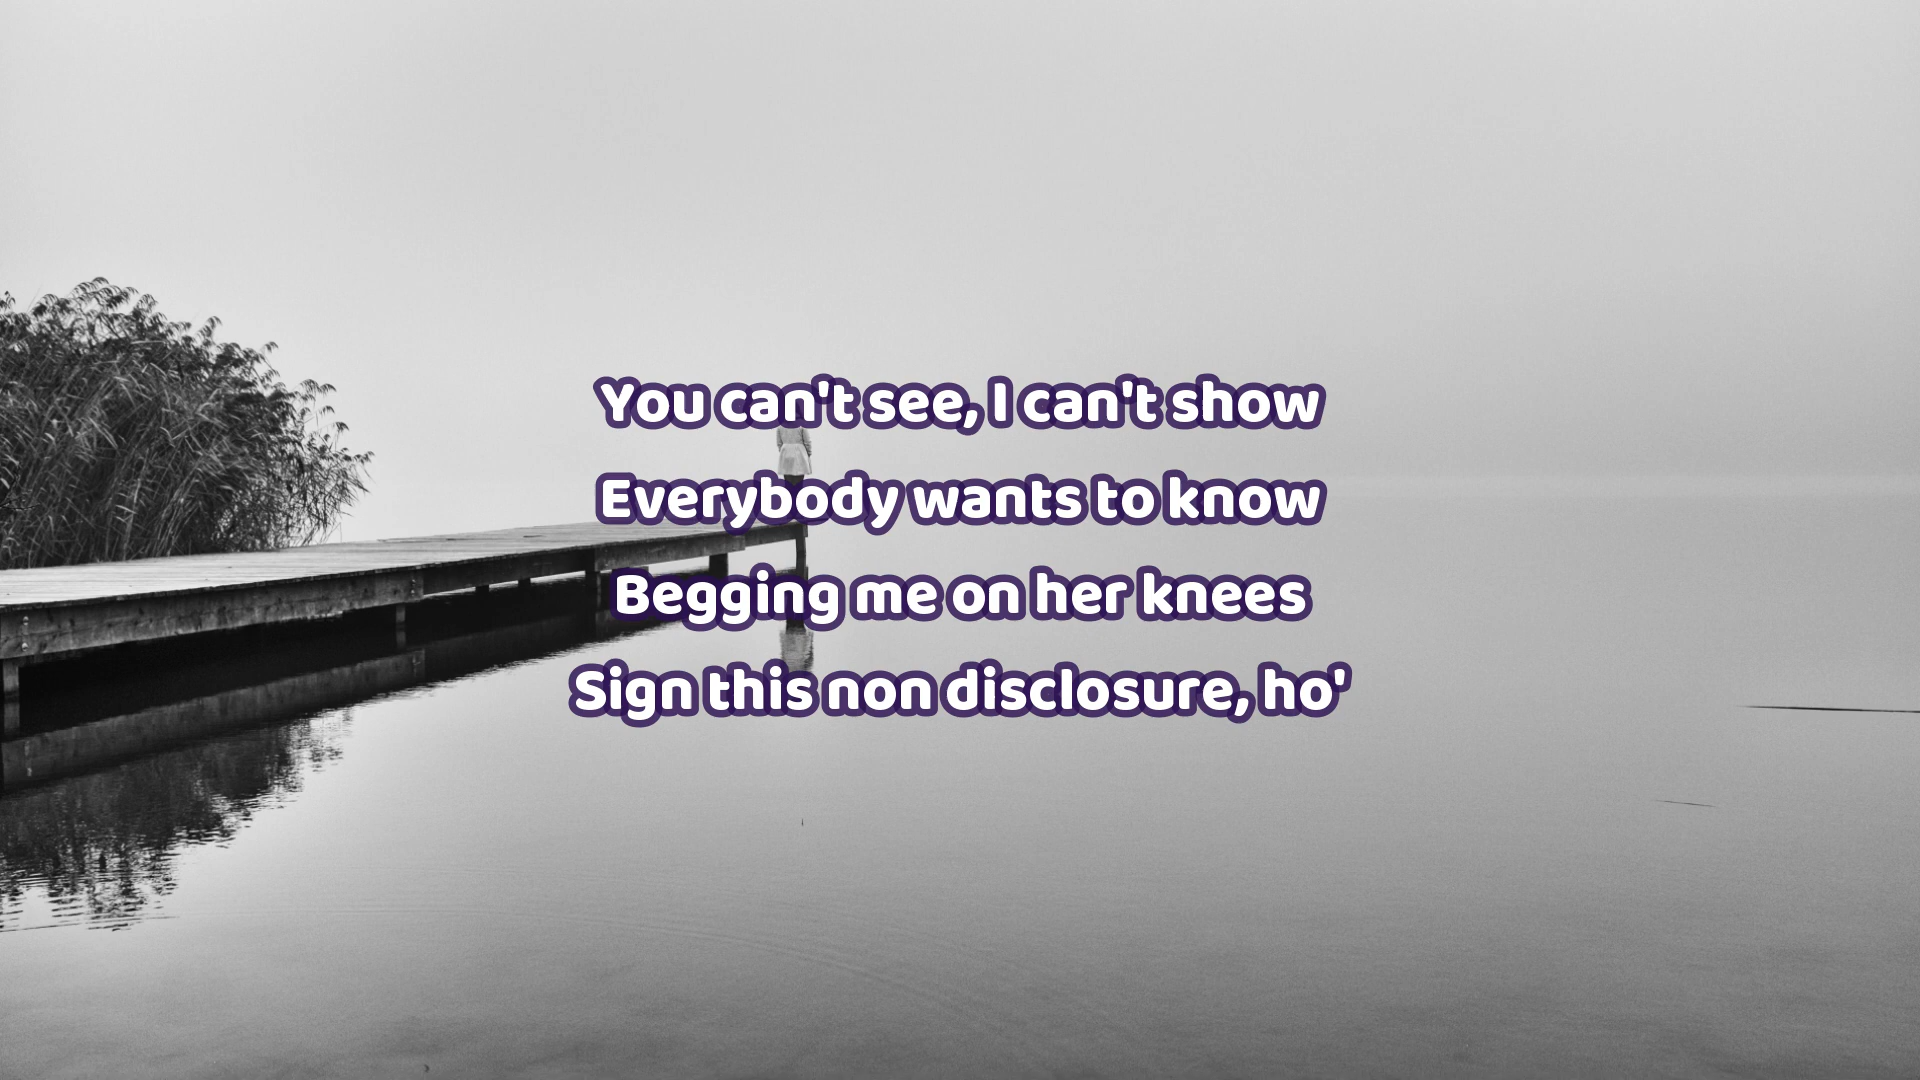 You can't see, I can't show
Everybody wants to know
Begging me on her knees
Sign this non disclosure, ho'